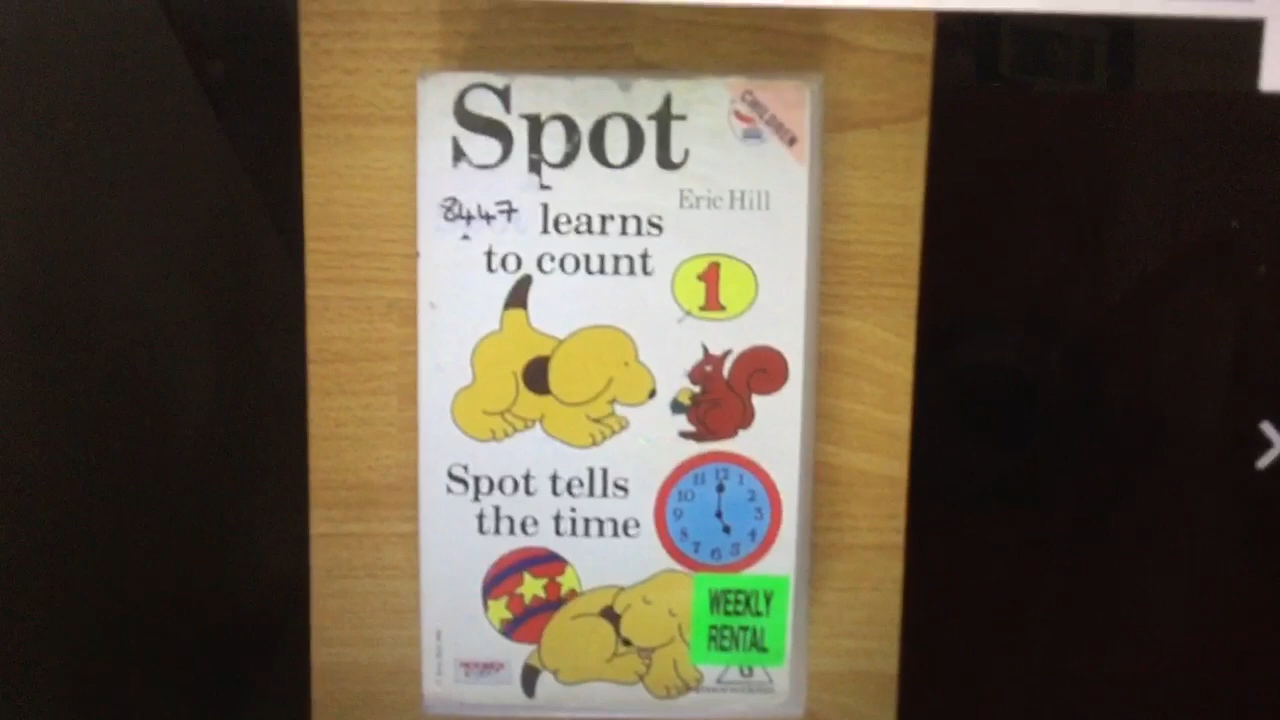 Spot
CHILDREN
Eric Hill
8447
learns
to count
1
Spot tells
the time
12
1
2
3
4
5
6
7
8
9
10
11
WEEKLY
RENTAL
G